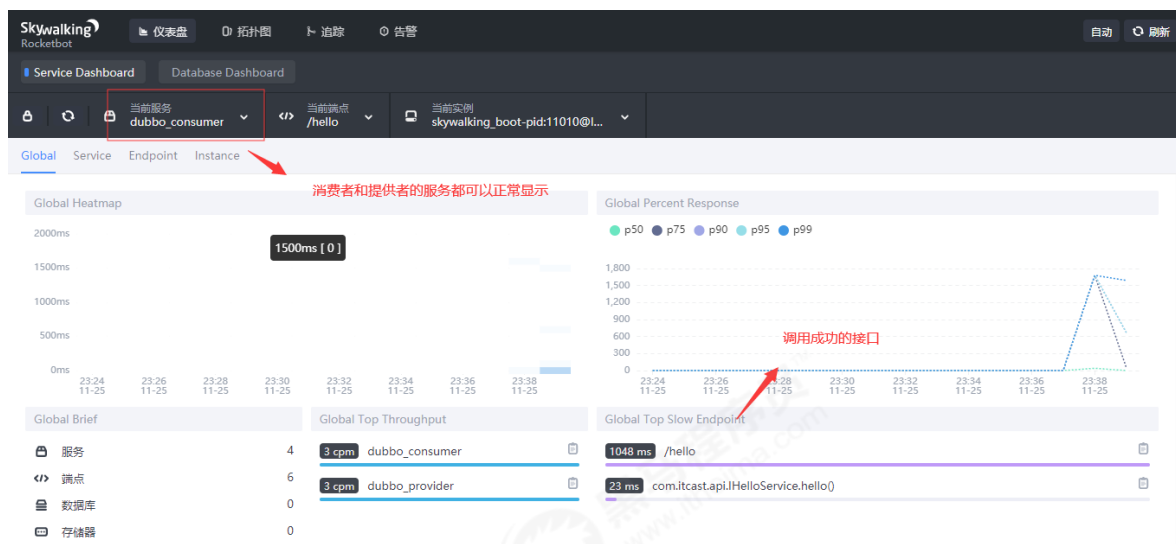 Skywalking
Rocketbot
仪表盘
拓扑图
追踪
告警
自动
刷新
Service Dashboard
Database Dashboard
当前服务
dubbo_consumer
</>
当前端点
/hello
当前实例
skywalking_boot-pid:11010@l...
Global
Service
Endpoint
Instance
消费者和提供者的服务都可以正常显示
Global Heatmap
2000ms
1500ms
1000ms
500ms
0ms
1500ms [ 0 ]
23:24
11-25
23:26
11-25
23:28
11-25
23:30
11-25
23:32
11-25
23:34
11-25
23:36
11-25
23:38
11-25
Global Percent Response
p50
p75
p90
p95
p99
1,800
1,500
1,200
900
600
300
0
调用成功的接口
23:24
11-25
23:26
11-25
23:28
11-25
23:30
11-25
23:32
11-25
23:34
11-25
23:36
11-25
23:38
11-25
Global Brief
服务 4
</> 端点 6
数据库 0
存储器 0
Global Top Throughput
3 cpm dubbo_consumer
3 cpm dubbo_provider
Global Top Slow Endpoint
1048 ms /hello
23 ms com.itcast.api.IHelloService.hello()